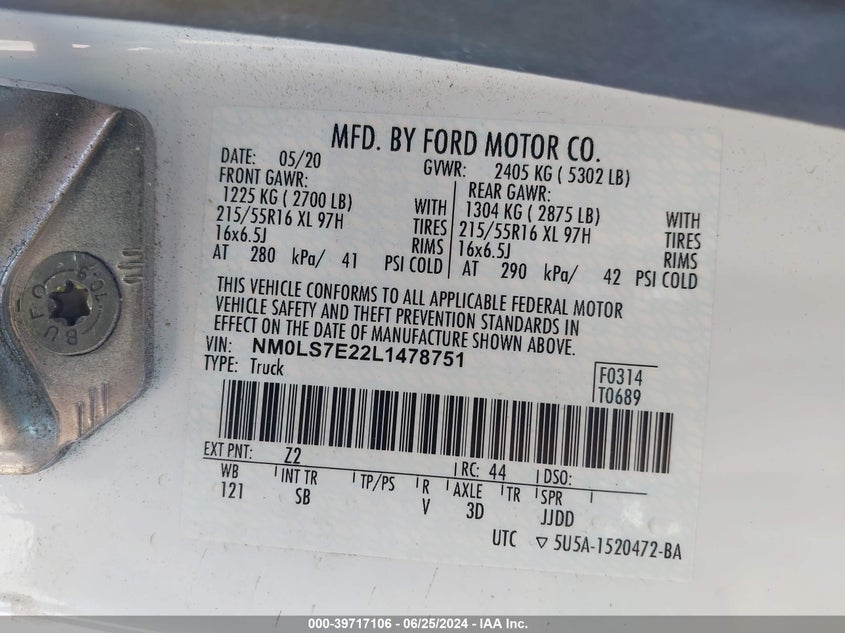 MFD. BY FORD MOTOR CO.
DATE: 05/20 GVWR: 2405 KG ( 5302 LB)
FRONT GAWR: REAR GAWR:
1225 KG ( 2700 LB) WITH 1304 KG ( 2875 LB) WITH
215/55R16 XL 97H TIRES 215/55R16 XL 97H TIRES
16x6.5J RIMS 16x6.5J RIMS
AT 280 kPa/ 41 PSI COLD AT 290 kPa/ 42 PSI COLD
THIS VEHICLE CONFORMS TO ALL APPLICABLE FEDERAL MOTOR
VEHICLE SAFETY AND THEFT PREVENTION STANDARDS IN
EFFECT ON THE DATE OF MANUFACTURE SHOWN ABOVE.
VIN: NM0LS7E22L1478751
TYPE: Truck
F0314
T0689
EXT PNT: Z2 RC: 44 DSO:
WB INT TR TP/PS R AXLE TR SPR
121 SB V 3D JJDD
UTC ▽ 5U5A-1520472-BA
BUFO 10.9
000-39717106 | 06/25/2024 | IAA Inc.